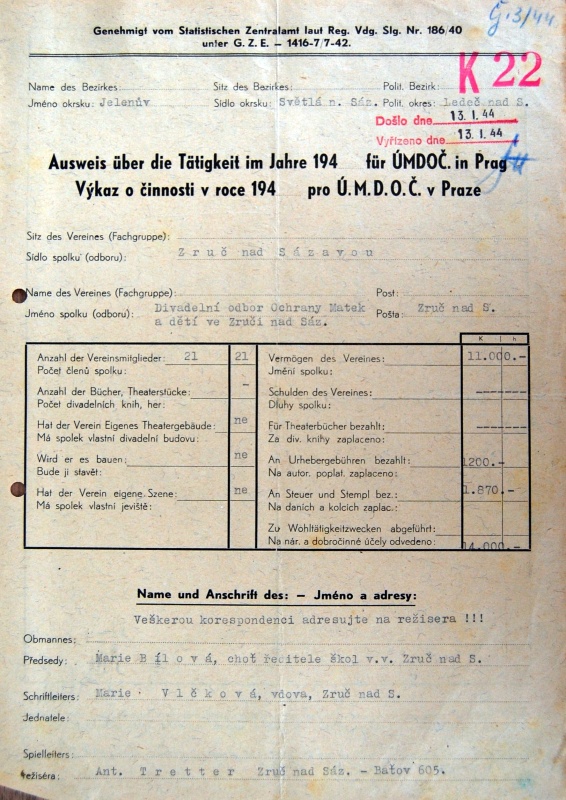 Č.3/44.
Genehmigt vom Statistischen Zentralamt laut Reg. Vdg. Slg. Nr. 186/40
unter G. Z. E. – 1416-7/7-42.
K 22
Name des Bezirkes: Sitz des Bezirkes: Polit. Bezirk:
Jméno okrsku: Jelenův Sídlo okrsku: Světlá n. Sáz. Polit. okres: Ledeč nad S.
Došlo dne 13. I. 44
Vyřízeno dne 13. I. 44
Ausweis über die Tätigkeit im Jahre 194 für ÚMDOČ. in Prag
Výkaz o činnosti v roce 194 pro Ú.M.D.O.Č. v Praze
Sitz des Vereines (Fachgruppe):
Sídlo spolku (odboru): Zruč nad Sázavou
Name des Vereines (Fachgruppe): Post:
Jméno spolku (odboru): Divadelní odbor Ochrany Matek Pošta: Zruč nad S.
a dětí ve Zruči nad Sáz.
K h
Anzahl der Vereinsmitglieder: 21 21
Počet členů spolku:
Anzahl der Bücher, Theaterstücke: -
Počet divadelních knih, her:
Hat der Verein Eigenes Theatergebäude: ne
Má spolek vlastní divadelní budovu:
Wird er es bauen: ne
Bude ji stavět:
Hat der Verein eigene Szene: ne
Má spolek vlastní jeviště:
Vermögen des Vereines: 11.000.-
Jmění spolku:
Schulden des Vereines: -------
Dluhy spolku:
Für Theaterbücher bezahlt: -------
Za div. knihy zaplaceno:
An Urhebergebühren bezahlt: 1200.-
Na autor. poplat. zaplaceno:
An Steuer und Stempl bez.: 1.870.-
Na daních a kolcích zaplac.:
Zu Wohltätigkeitzwecken abgeführt:
Na nár. a dobročinné účely odvedeno: 14.000.-
Name und Anschrift des: – Jméno a adresy:
Veškerou korespondenci adresujte na režisera !!!
Obmannes:
Předsedy: Marie Bílová, choť ředitele škol v.v. Zruč nad S.
Schriftleiters: Marie Vlčková, vdova, Zruč nad S.
Jednatele:
Spielleiters:
Režiséra: Ant. Tretter Zruč nad Sáz. - Baťov 605.